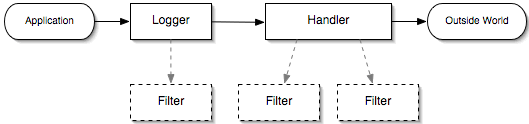 Application
Logger
Handler
Outside World
Filter
Filter
Filter